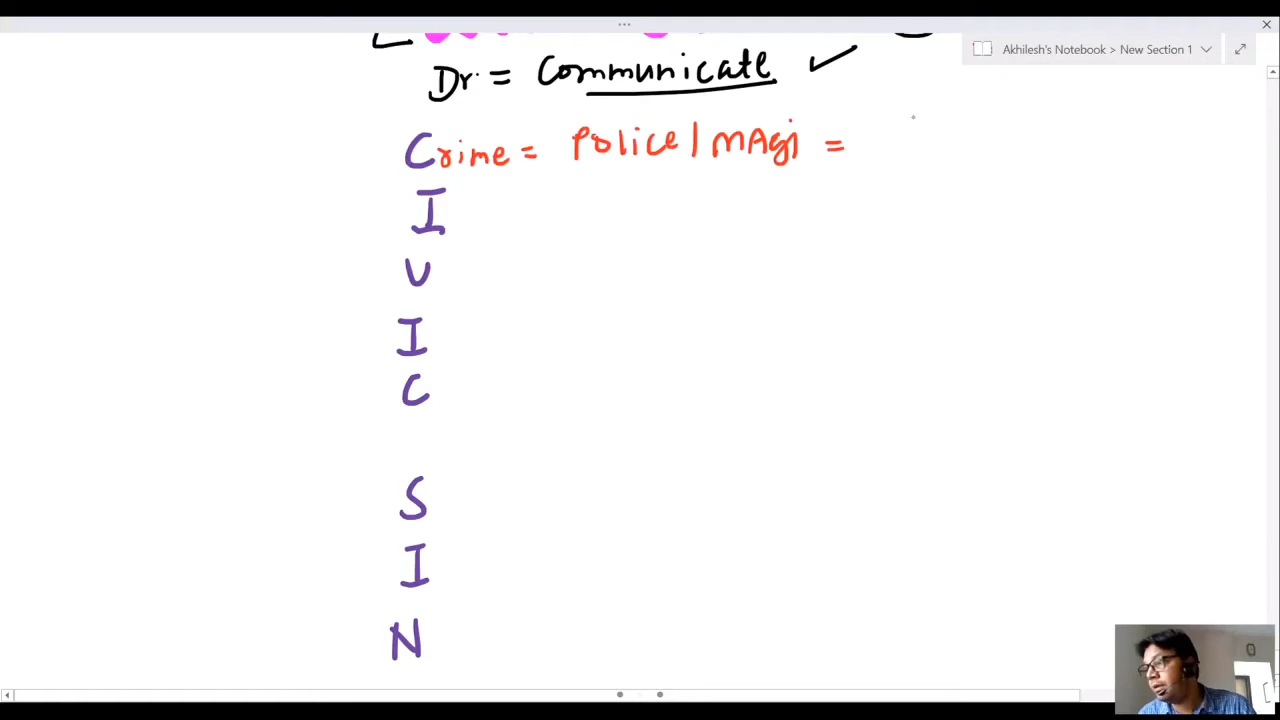 Akhilesh's Notebook > New Section 1
Dr. = Communicate ✓
Crime = Police / MAgi =
I
V
I
C
S
I
N